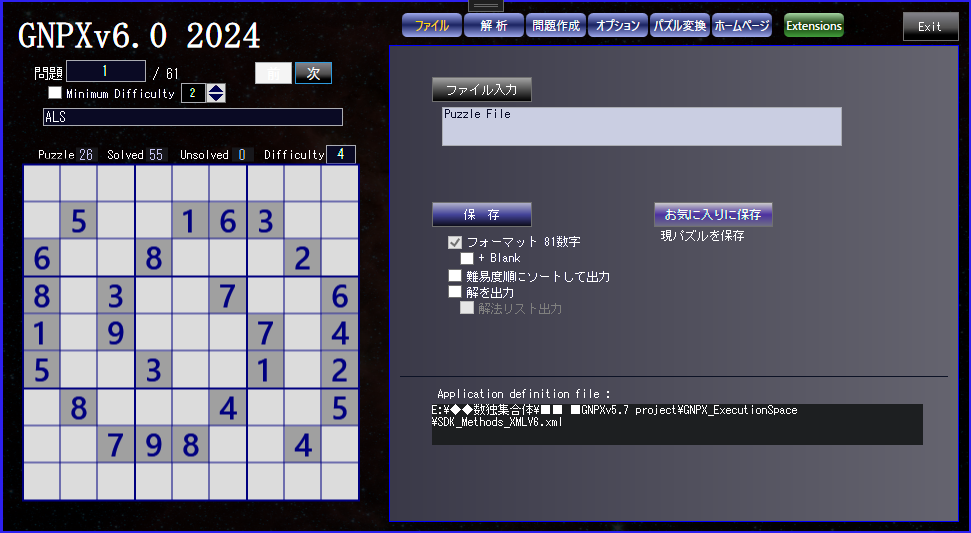 GNPXv6.0 2024
ファイル 解 析 問題作成 オプション パズル変換 ホームページ Extensions Exit
問題 1 / 61 前 次
Minimum Difficulty 2
ALS
ファイル入力
Puzzle File
Puzzle 26 Solved 55 Unsolved 0 Difficulty 4
5 1 6 3
6 8 2
8 3 7 6
1 9 7 4
5 3 1 2
8 4 5
7 9 8 4
保 存
お気に入りに保存
現パズルを保存
フォーマット 81数字
+ Blank
難易度順にソートして出力
解を出力
解法リスト出力
Application definition file :
E:¥◆◆数独集合体¥■■ ■GNPXv5.7 project¥GNPX_ExecutionSpace
¥SDK_Methods_XMLV6.xml